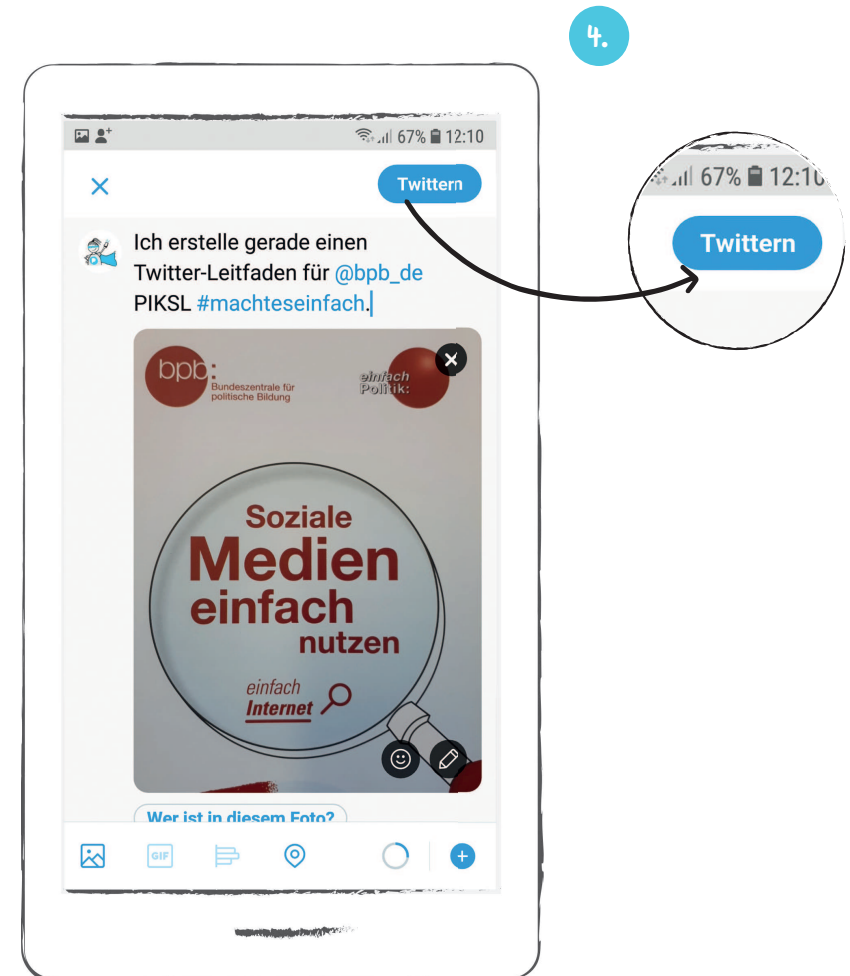 4.
67% 12:10
Twittern
Ich erstelle gerade einen
Twitter-Leitfaden für @bpb_de
PIKSL #machteseinfach.
bpb:
Bundeszentrale für
politische Bildung
einfach
Politik:
Soziale
Medien
einfach
nutzen
einfach
Internet
Wer ist in diesem Foto?
GIF
67% 12:10
Twittern